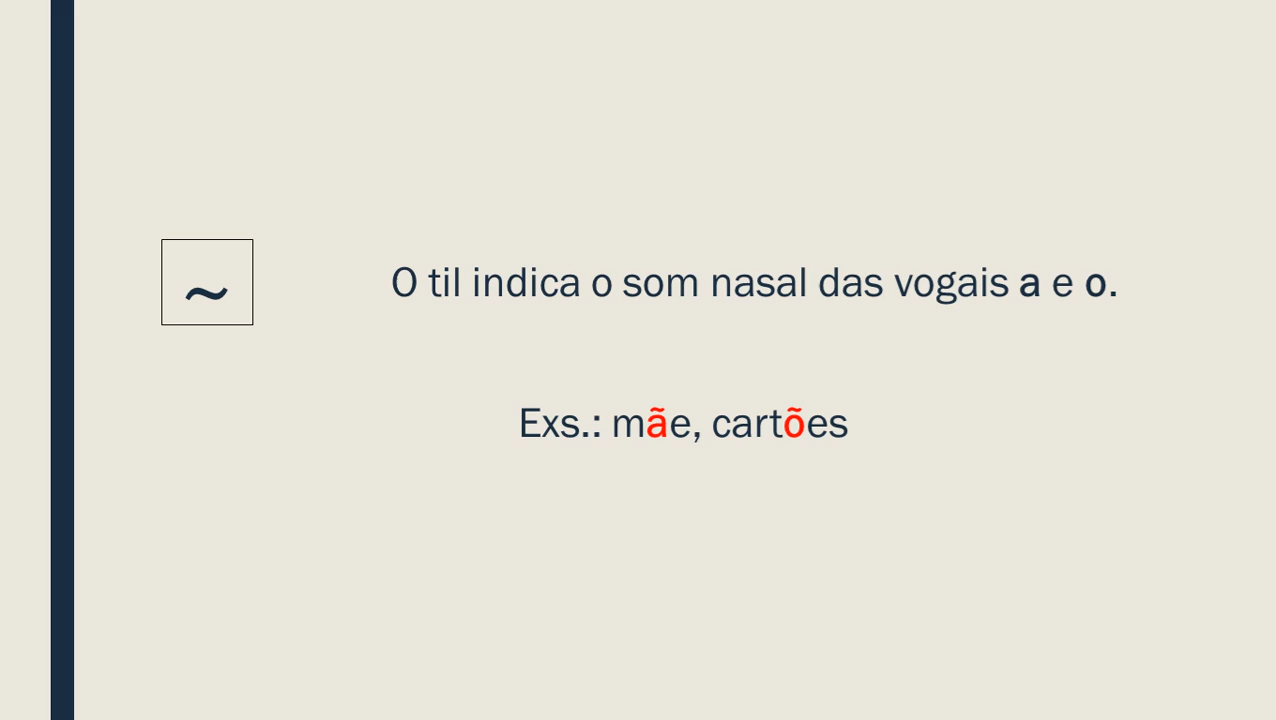 ~
O til indica o som nasal das vogais a e o.
Exs.: mãe, cartões